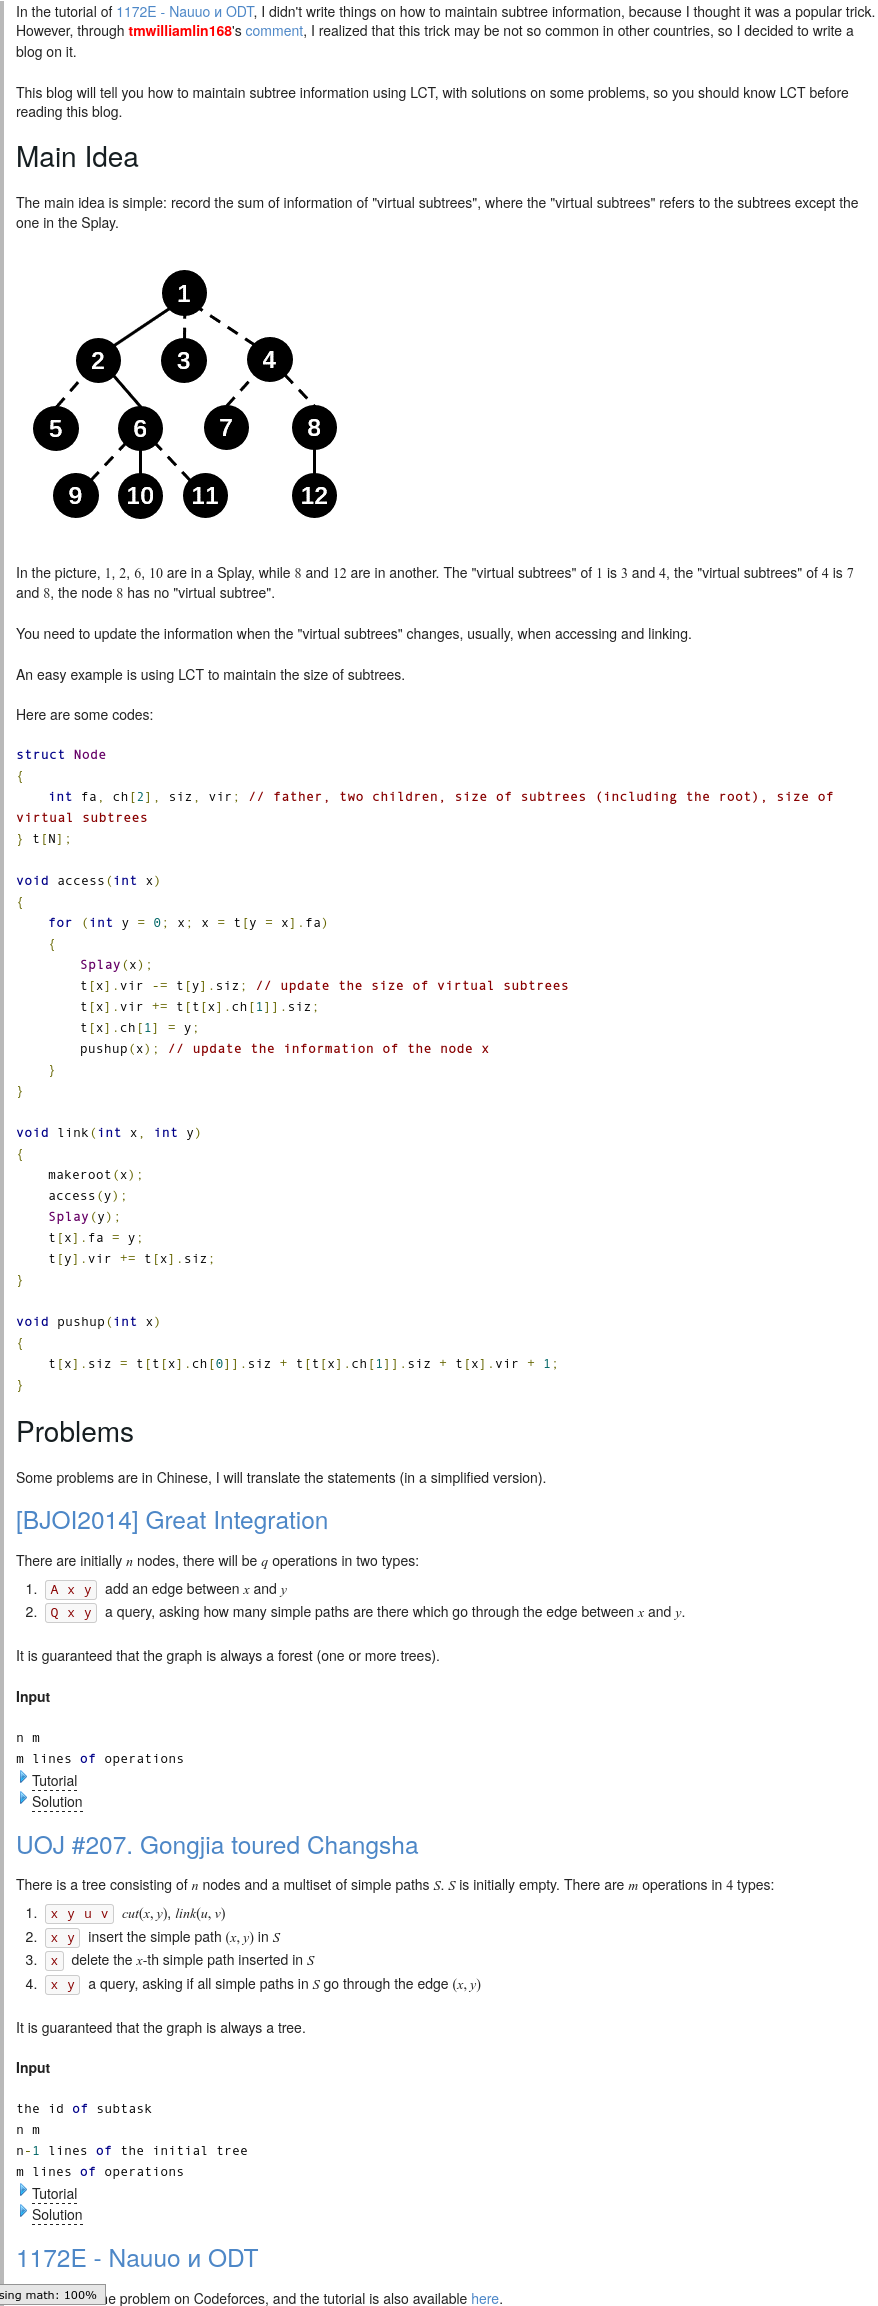 In the tutorial of 1172E - Nauuo и ODT, I didn't write things on how to maintain subtree information, because I thought it was a popular trick.
However, through tmwilliamlin168's comment, I realized that this trick may be not so common in other countries, so I decided to write a
blog on it.
This blog will tell you how to maintain subtree information using LCT, with solutions on some problems, so you should know LCT before
reading this blog.
Main Idea
The main idea is simple: record the sum of information of "virtual subtrees", where the "virtual subtrees" refers to the subtrees except the
one in the Splay.
1
2 3 4
5 6 7 8
9 10 11 12
In the picture, 1, 2, 6, 10 are in a Splay, while 8 and 12 are in another. The "virtual subtrees" of 1 is 3 and 4, the "virtual subtrees" of 4 is 7
and 8, the node 8 has no "virtual subtree".
You need to update the information when the "virtual subtrees" changes, usually, when accessing and linking.
An easy example is using LCT to maintain the size of subtrees.
Here are some codes:
struct Node
{
    int fa, ch[2], siz, vir; // father, two children, size of subtrees (including the root), size of
virtual subtrees
} t[N];
void access(int x)
{
    for (int y = 0; x; x = t[y = x].fa)
    {
        Splay(x);
        t[x].vir -= t[y].siz; // update the size of virtual subtrees
        t[x].vir += t[t[x].ch[1]].siz;
        t[x].ch[1] = y;
        pushup(x); // update the information of the node x
    }
}
void link(int x, int y)
{
    makeroot(x);
    access(y);
    Splay(y);
    t[x].fa = y;
    t[y].vir += t[x].siz;
}
void pushup(int x)
{
    t[x].siz = t[t[x].ch[0]].siz + t[t[x].ch[1]].siz + t[x].vir + 1;
}
Problems
Some problems are in Chinese, I will translate the statements (in a simplified version).
[BJOI2014] Great Integration
There are initially n nodes, there will be q operations in two types:
1. A x y add an edge between x and y
2. Q x y a query, asking how many simple paths are there which go through the edge between x and y.
It is guaranteed that the graph is always a forest (one or more trees).
Input
n m
m lines of operations
Tutorial
Solution
UOJ #207. Gongjia toured Changsha
There is a tree consisting of n nodes and a multiset of simple paths S. S is initially empty. There are m operations in 4 types:
1. x y u v cut(x, y), link(u, v)
2. x y insert the simple path (x, y) in S
3. x delete the x-th simple path inserted in S
4. x y a query, asking if all simple paths in S go through the edge (x, y)
It is guaranteed that the graph is always a tree.
Input
the id of subtask
n m
n-1 lines of the initial tree
m lines of operations
Tutorial
Solution
1172E - Nauuo и ODT
sing math: 100% e problem on Codeforces, and the tutorial is also available here.